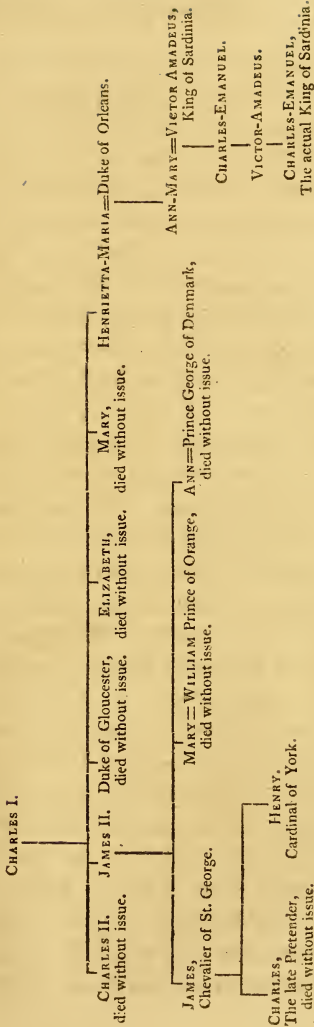 CHARLES I.
CHARLES II.
died without issue.
JAMES II.
Duke of Gloucester,
died without issue.
ELIZABETH,
died without issue.
MARY,
died without issue.
HENRIETTA-MARIA=Duke of Orleans.
JAMES,
Chevalier of St. George.
MARY=WILLIAM Prince of Orange,
died without issue.
ANN=Prince George of Denmark,
died without issue.
ANN-MARY=VICTOR AMADEUS,
King of Sardinia.
CHARLES,
The late Pretender,
died without issue.
HENRY.
Cardinal of York.
CHARLES-EMANUEL.
VICTOR-AMADEUS.
CHARLES-EMANUEL,
The actual King of Sardinia.